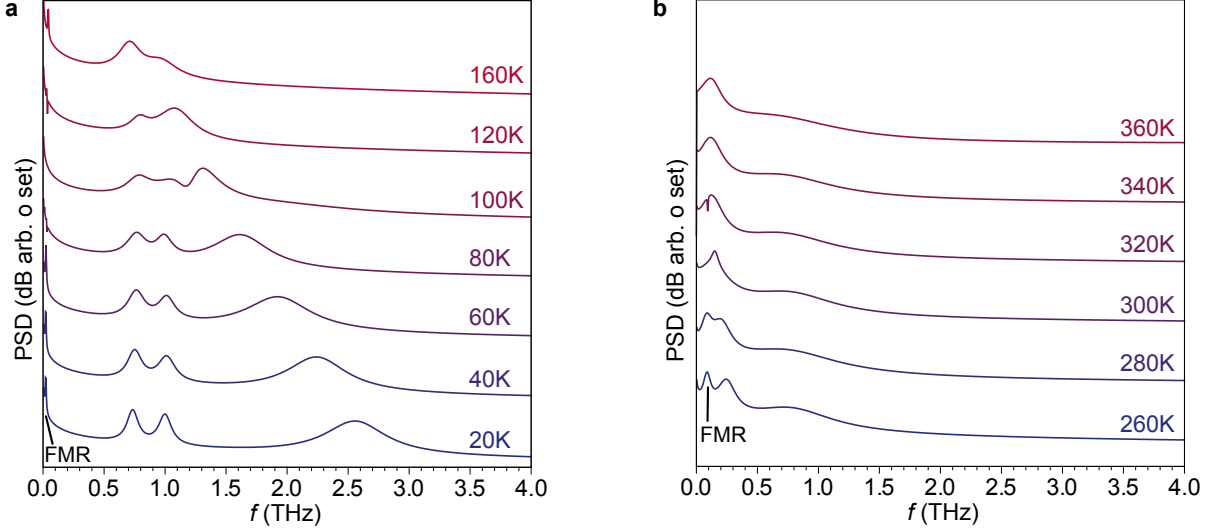 a
PSD (dB arb. o set)
160K
120K
100K
80K
60K
40K
20K
FMR
0.0 0.5 1.0 1.5 2.0 2.5 3.0 3.5 4.0
f (THz)
b
PSD (dB arb. o set)
360K
340K
320K
300K
280K
260K
FMR
0.0 0.5 1.0 1.5 2.0 2.5 3.0 3.5 4.0
f (THz)